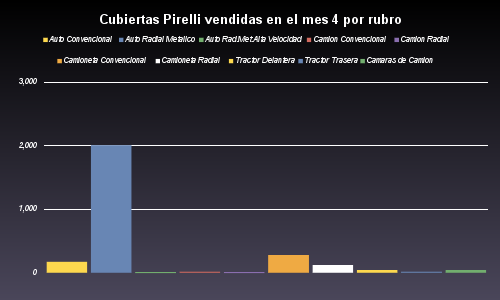 Cubiertas Pirelli vendidas en el mes 4 por rubro
Auto Convencional Auto Radial Metalico Auto Rad.Met.Alta Velocidad Camion Convencional Camion Radial
Camioneta Convencional Camioneta Radial Tractor Delantera Tractor Trasera Camaras de Camion
3,000
2,000
1,000
0